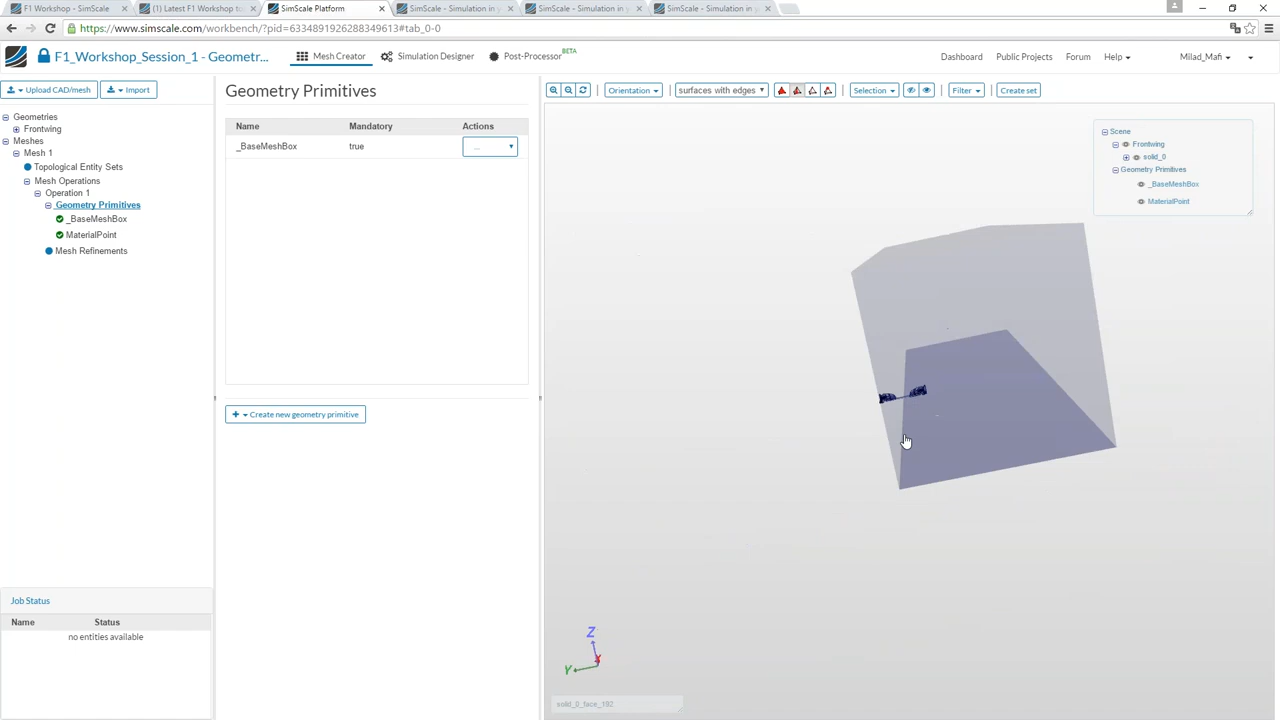 F1 Workshop - SimScale
(1) Latest F1 Workshop to
SimScale Platform
SimScale - Simulation in y
SimScale - Simulation in y
SimScale - Simulation in y
https://www.simscale.com/workbench/?pid=6334891926288349613#tab_0-0
F1_Workshop_Session_1 - Geometr...
Mesh Creator
Simulation Designer
Post-Processor BETA
Dashboard
Public Projects
Forum
Help
Milad_Mafi
Upload CAD/mesh
Import
Geometries
Frontwing
Meshes
Mesh 1
Topological Entity Sets
Mesh Operations
Operation 1
Geometry Primitives
_BaseMeshBox
MaterialPoint
Mesh Refinements
Job Status
Name Status
no entities available
Geometry Primitives
Name Mandatory Actions
_BaseMeshBox true ...
Create new geometry primitive
Orientation
surfaces with edges
Selection
Filter
Create set
Scene
Frontwing
solid_0
Geometry Primitives
_BaseMeshBox
MaterialPoint
Z
Y
X
solid_0_face_192